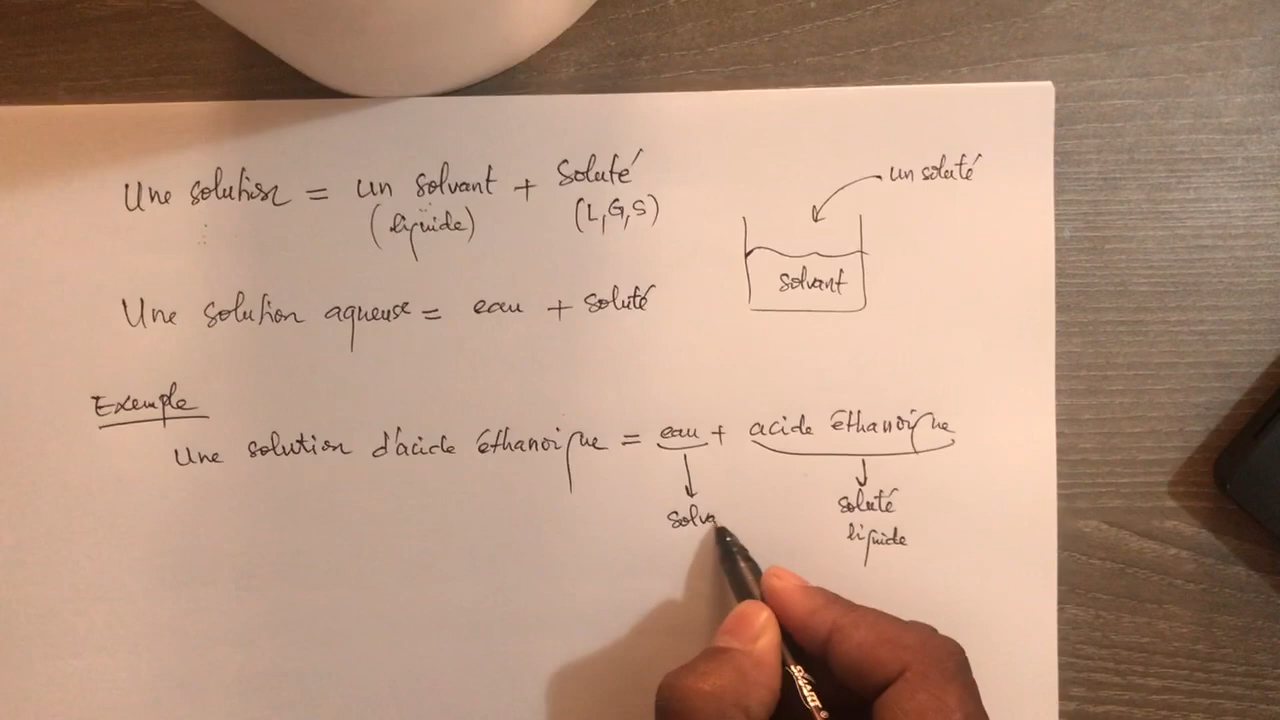 Une solution = un solvant + Soluté
(liquide) (L,G,S)
un soluté
solvant
Une solution aqueuse = eau + soluté
Exemple
Une solution d'acide éthanoïque = eau + acide éthanoïque
solva
soluté
liquide
SMART